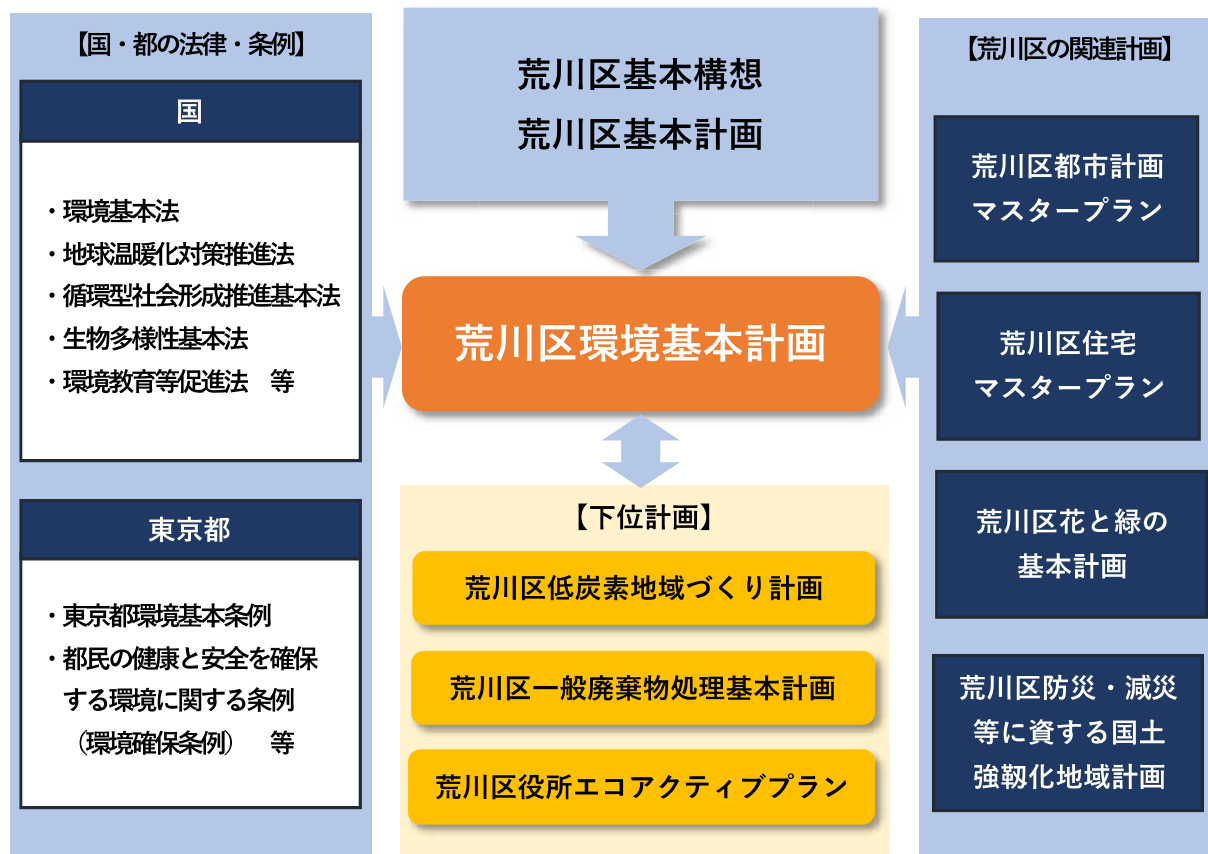 【国・都の法律・条例】
国
・環境基本法
・地球温暖化対策推進法
・循環型社会形成推進基本法
・生物多様性基本法
・環境教育等促進法　等
東京都
・東京都環境基本条例
・都民の健康と安全を確保
する環境に関する条例
（環境確保条例）　等
荒川区基本構想
荒川区基本計画
荒川区環境基本計画
【下位計画】
荒川区低炭素地域づくり計画
荒川区一般廃棄物処理基本計画
荒川区役所エコアクティブプラン
【荒川区の関連計画】
荒川区都市計画
マスタープラン
荒川区住宅
マスタープラン
荒川区花と緑の
基本計画
荒川区防災・減災
等に資する国土
強靱化地域計画